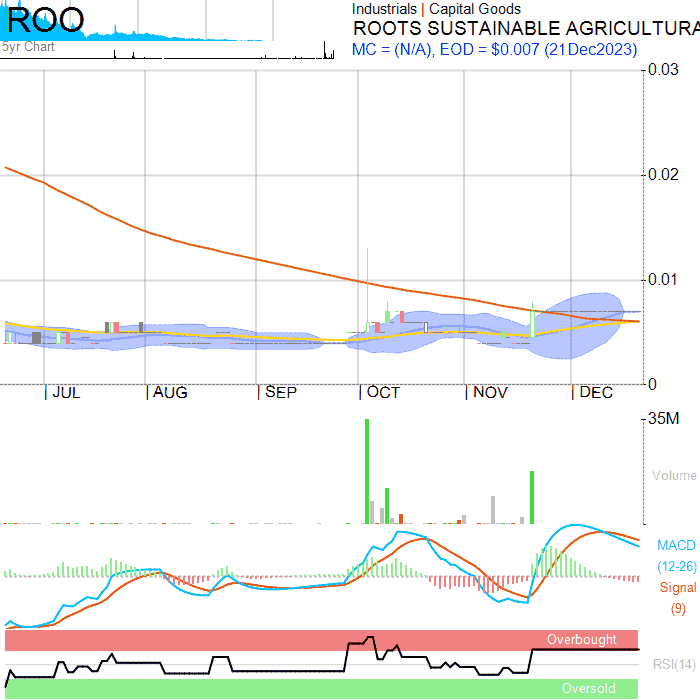 ROO
5yr Chart
Industrials | Capital Goods
ROOTS SUSTAINABLE AGRICULTURA
MC = (N/A), EOD = $0.007 (21Dec2023)
0.03
0.02
0.01
0
JUL AUG SEP OCT NOV DEC
35M
Volume
MACD
(12-26)
Signal
(9)
Overbought
RSI(14)
Oversold